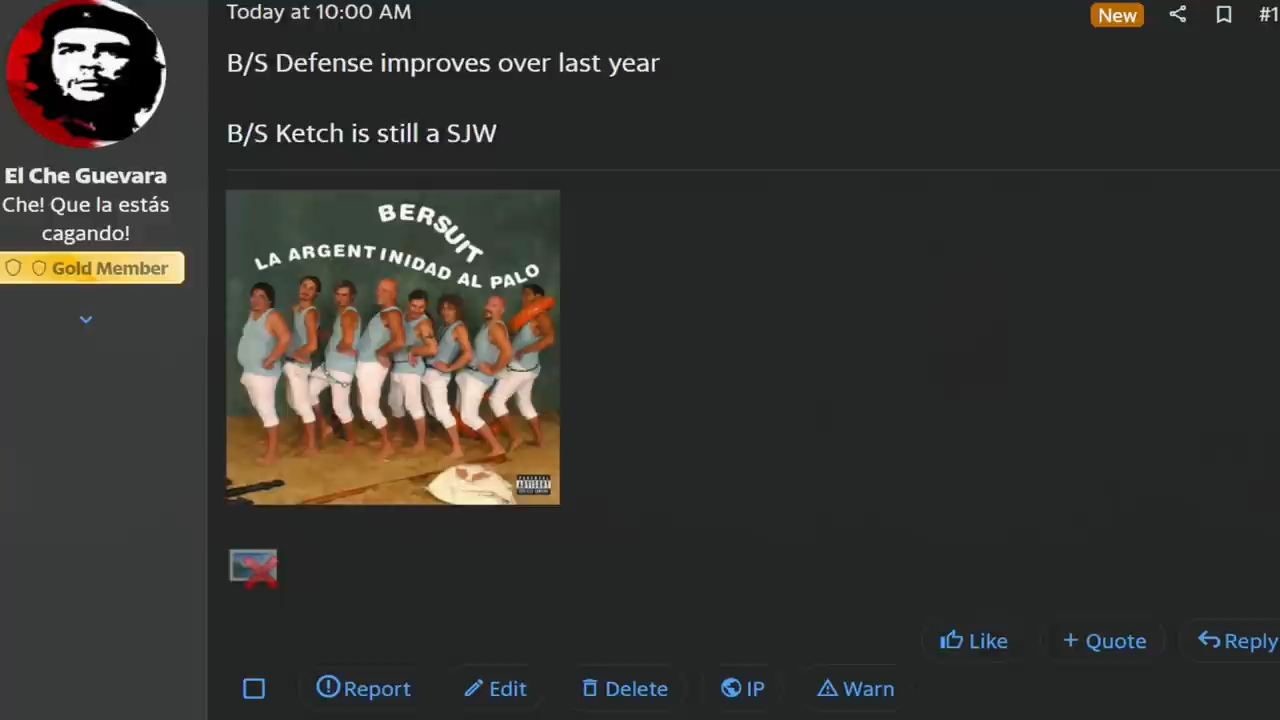 Today at 10:00 AM
New
#1
B/S Defense improves over last year
B/S Ketch is still a SJW
El Che Guevara
Che! Que la estás
cagando!
Gold Member
BERSUIT
LA ARGENTINIDAD AL PALO
PARENTAL
ADVISORY
Like
+ Quote
Reply
Report
Edit
Delete
IP
Warn